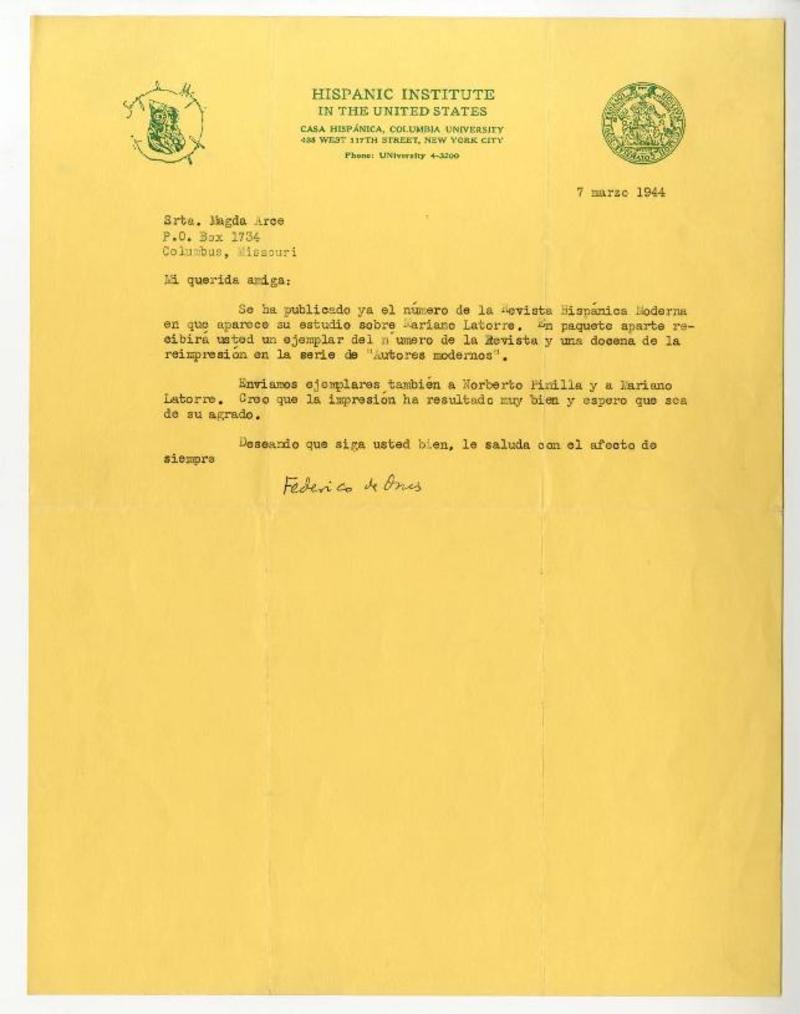 HISPANIC INSTITUTE
IN THE UNITED STATES
CASA HISPÁNICA, COLUMBIA UNIVERSITY
435 WEST 117TH STREET, NEW YORK CITY
Phone: UNiversity 4-3200
7 marzo 1944
Srta. Magda Arce
P.O. Box 1734
Columbus, Missouri
Mi querida amiga:
Se ha publicado ya el número de la Revista Hispánica Moderna
en que aparece su estudio sobre Mariano Latorre. En paquete aparte re-
cibirá usted un ejemplar del número de la Revista y una docena de la
reimpresión en la serie de "Autores modernos".
Enviamos ejemplares también a Norberto Pinilla y a Mariano
Latorre. Creo que la impresión ha resultado muy bien y espero que sea
de su agrado.
Deseando que siga usted bien, le saluda con el afecto de
siempre
Federico de Onís